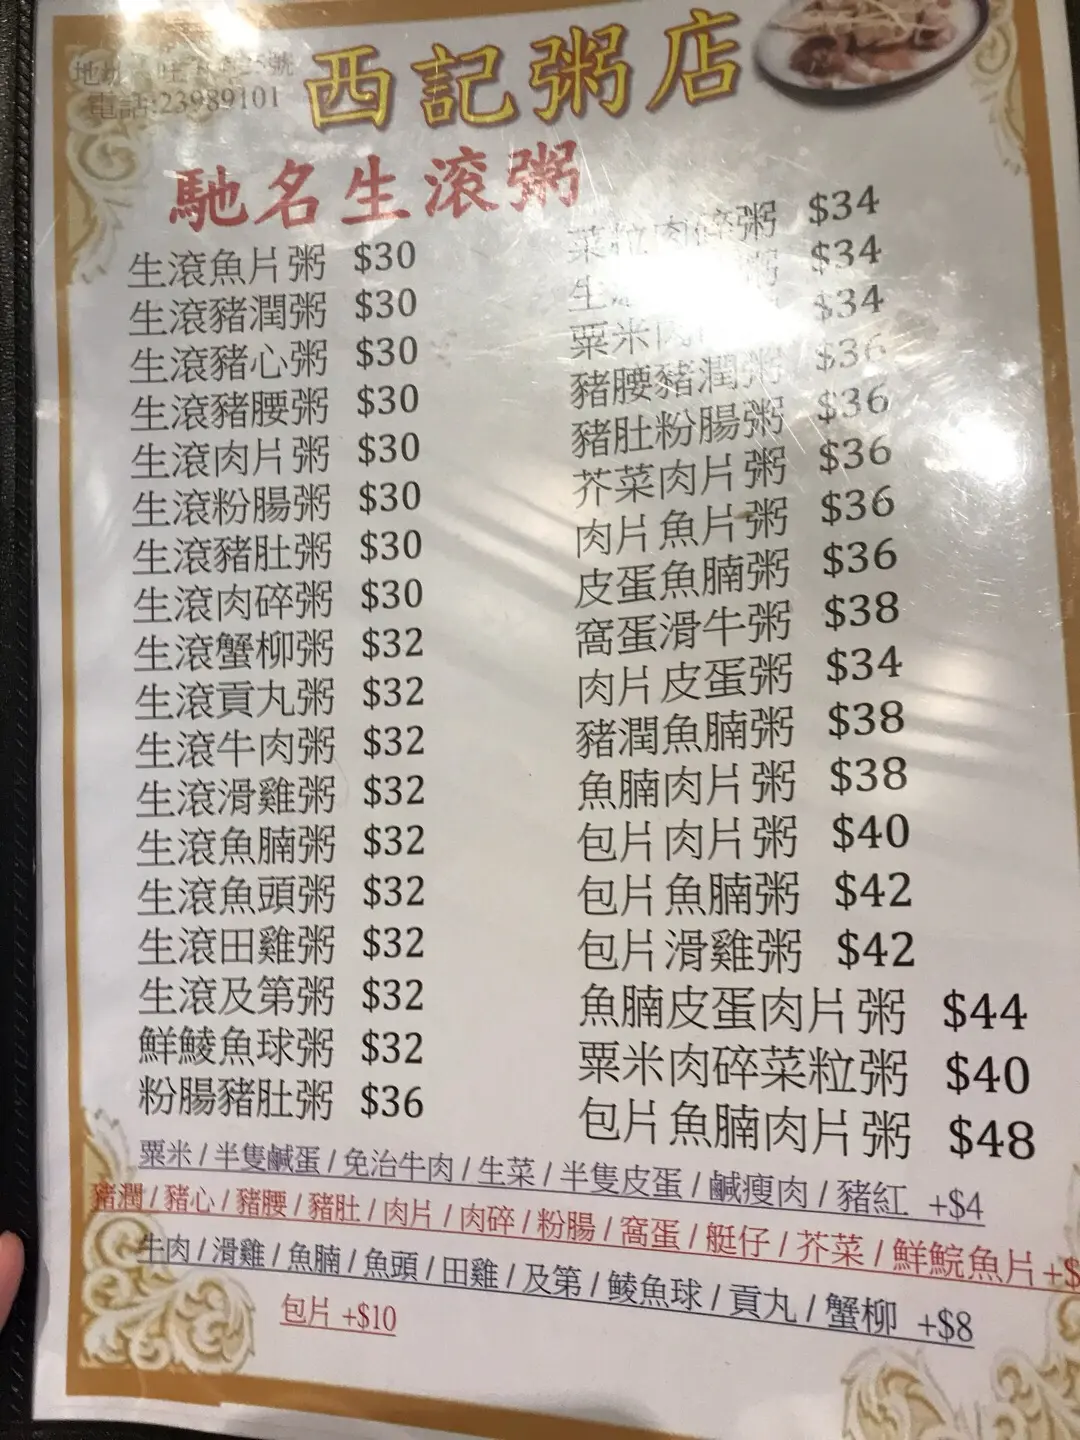 西記粥店
電話:23989101
馳名生滾粥
生滾魚片粥 $30
生滾豬潤粥 $30
生滾豬心粥 $30
生滾豬腰粥 $30
生滾肉片粥 $30
生滾粉腸粥 $30
生滾豬肚粥 $30
生滾肉碎粥 $30
生滾蟹柳粥 $32
生滾貢丸粥 $32
生滾牛肉粥 $32
生滾滑雞粥 $32
生滾魚腩粥 $32
生滾魚頭粥 $32
生滾田雞粥 $32
生滾及第粥 $32
鮮鯪魚球粥 $32
粉腸豬肚粥 $36
菜粒肉碎粥 $34
生 粥 $34
粟米肉 $34
豬腰豬潤粥 $36
豬肚粉腸粥 $36
芥菜肉片粥 $36
肉片魚片粥 $36
皮蛋魚腩粥 $36
窩蛋滑牛粥 $38
肉片皮蛋粥 $34
豬潤魚腩粥 $38
魚腩肉片粥 $38
包片肉片粥 $40
包片魚腩粥 $42
包片滑雞粥 $42
魚腩皮蛋肉片粥 $44
粟米肉碎菜粒粥 $40
包片魚腩肉片粥 $48
粟米 / 半隻鹹蛋 / 免治牛肉 / 生菜 / 半隻皮蛋 / 鹹瘦肉 / 豬紅 +$4
豬潤 / 豬心 / 豬腰 / 豬肚 / 肉片 / 肉碎 / 粉腸 / 窩蛋 / 艇仔 / 芥菜 / 鮮鯇魚片 +$
牛肉 / 滑雞 / 魚腩 / 魚頭 / 田雞 / 及第 / 鯪魚球 / 貢丸 / 蟹柳 +$8
包片 +$10